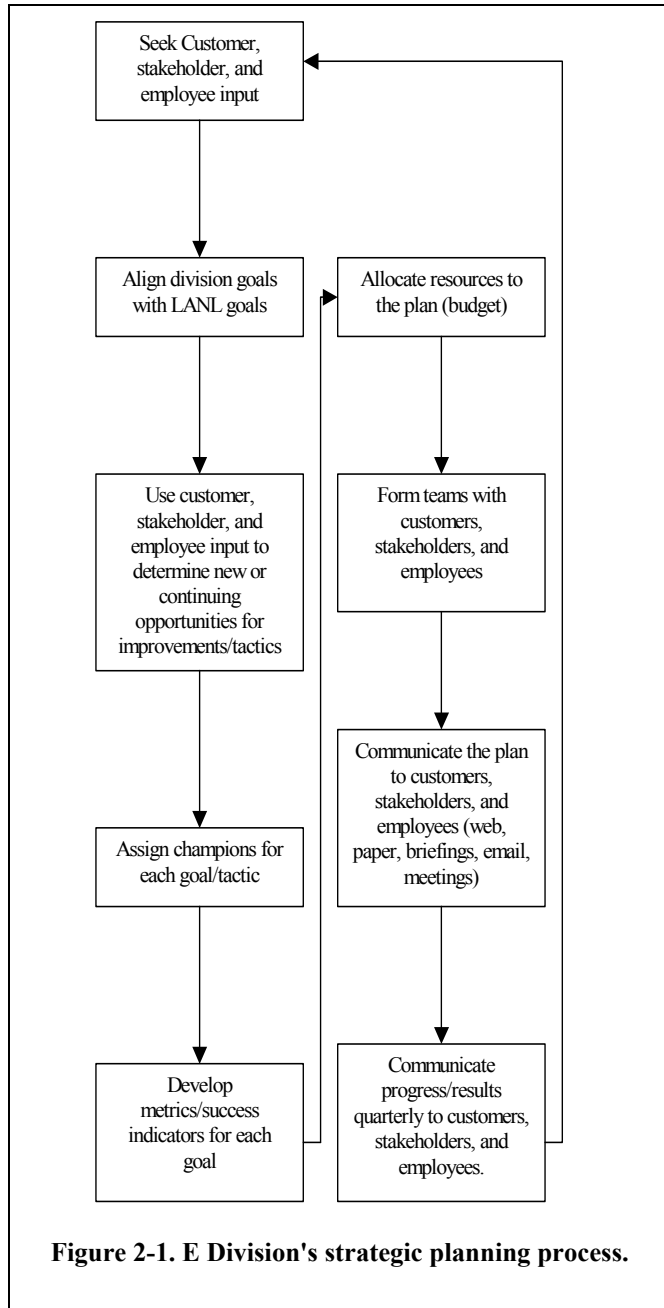 Seek Customer,
stakeholder, and
employee input
Align division goals
with LANL goals
Use customer,
stakeholder, and
employee input to
determine new or
continuing
opportunities for
improvements/tactics
Assign champions for
each goal/tactic
Develop
metrics/success
indicators for each
goal
Allocate resources to
the plan (budget)
Form teams with
customers,
stakeholders, and
employees
Communicate the plan
to customers,
stakeholders, and
employees (web,
paper, briefings, email,
meetings)
Communicate
progress/results
quarterly to customers,
stakeholders, and
employees.
Figure 2-1. E Division's strategic planning process.